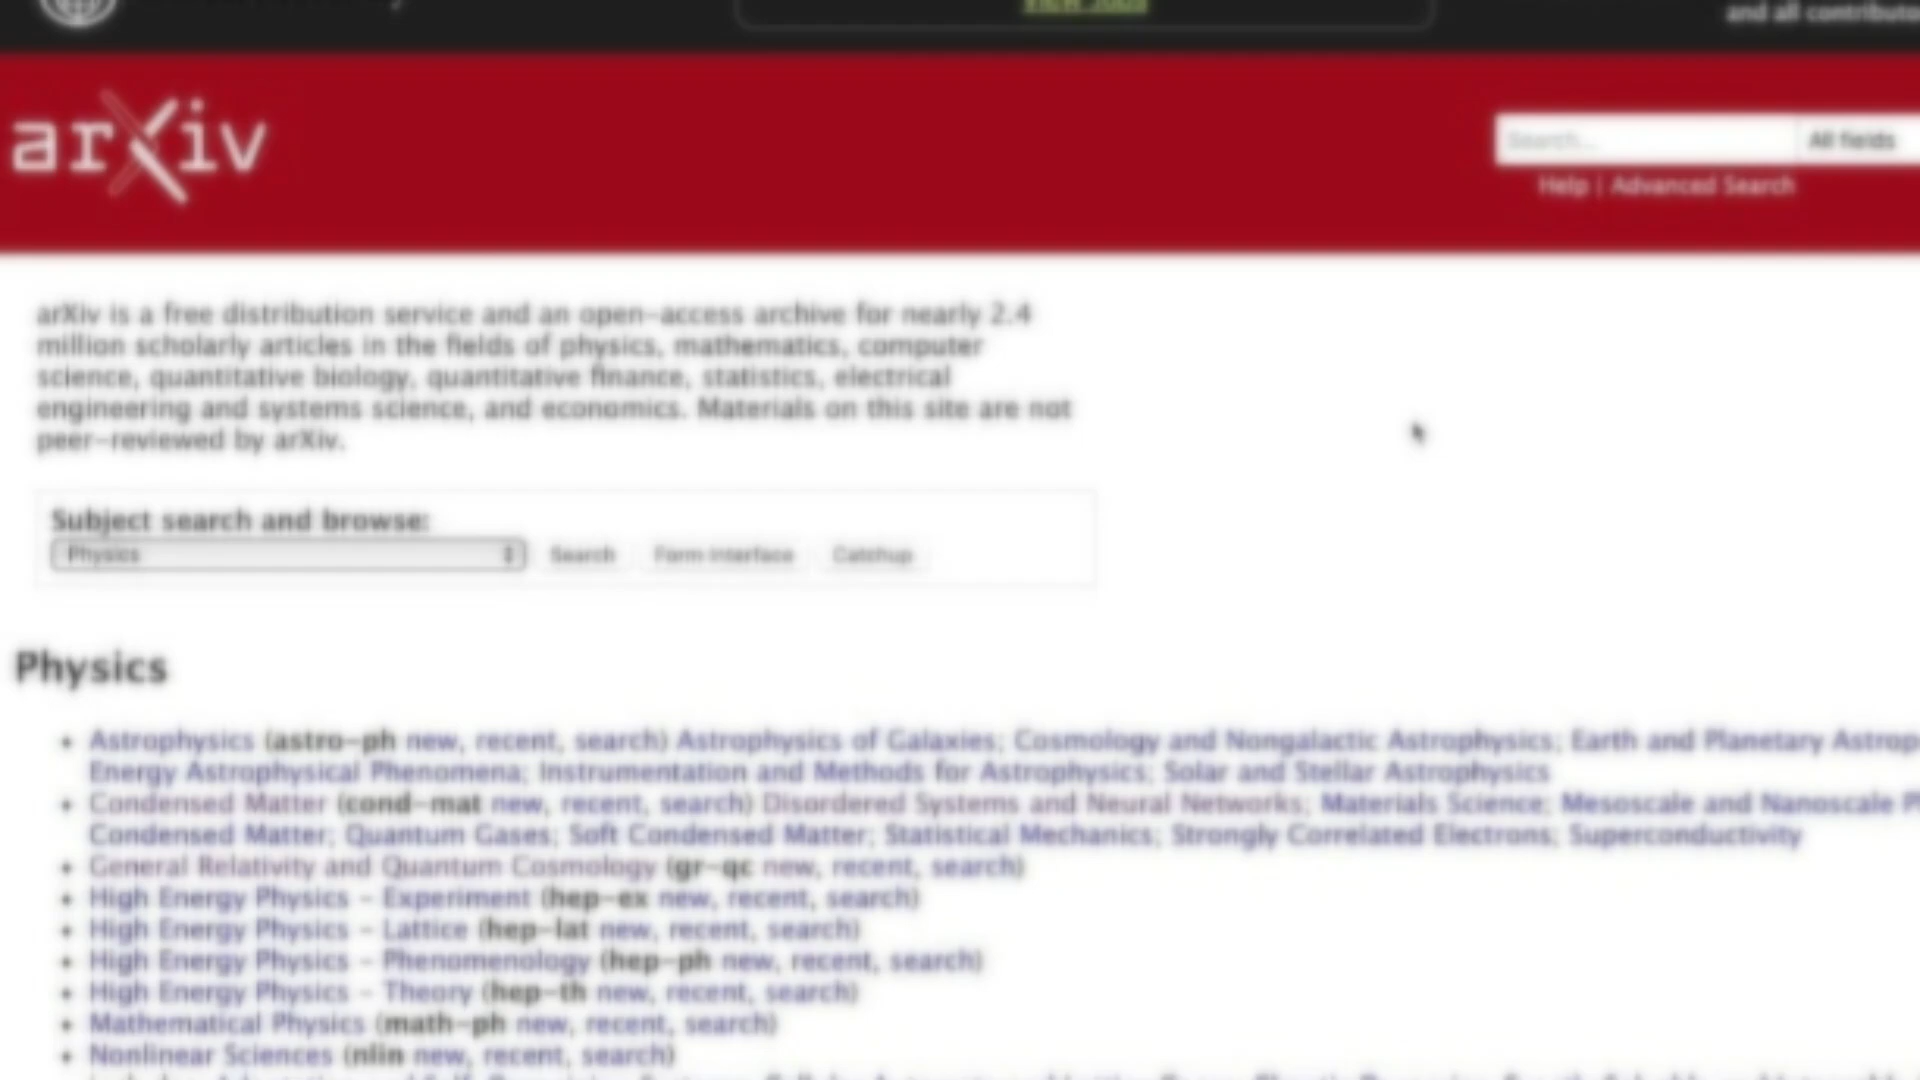 View Jobs
and all contributo
arXiv
Search... All fields
Help | Advanced Search
arXiv is a free distribution service and an open-access archive for nearly 2.4
million scholarly articles in the fields of physics, mathematics, computer
science, quantitative biology, quantitative finance, statistics, electrical
engineering and systems science, and economics. Materials on this site are not
peer-reviewed by arXiv.
Subject search and browse:
Physics Search Form Interface Catchup
Physics
Astrophysics (astro-ph new, recent, search) Astrophysics of Galaxies; Cosmology and Nongalactic Astrophysics; Earth and Planetary Astrop
Energy Astrophysical Phenomena; Instrumentation and Methods for Astrophysics; Solar and Stellar Astrophysics
Condensed Matter (cond-mat new, recent, search) Disordered Systems and Neural Networks; Materials Science; Mesoscale and Nanoscale P
Condensed Matter; Quantum Gases; Soft Condensed Matter; Statistical Mechanics; Strongly Correlated Electrons; Superconductivity
General Relativity and Quantum Cosmology (gr-qc new, recent, search)
High Energy Physics - Experiment (hep-ex new, recent, search)
High Energy Physics - Lattice (hep-lat new, recent, search)
High Energy Physics - Phenomenology (hep-ph new, recent, search)
High Energy Physics - Theory (hep-th new, recent, search)
Mathematical Physics (math-ph new, recent, search)
Nonlinear Sciences (nlin new, recent, search)